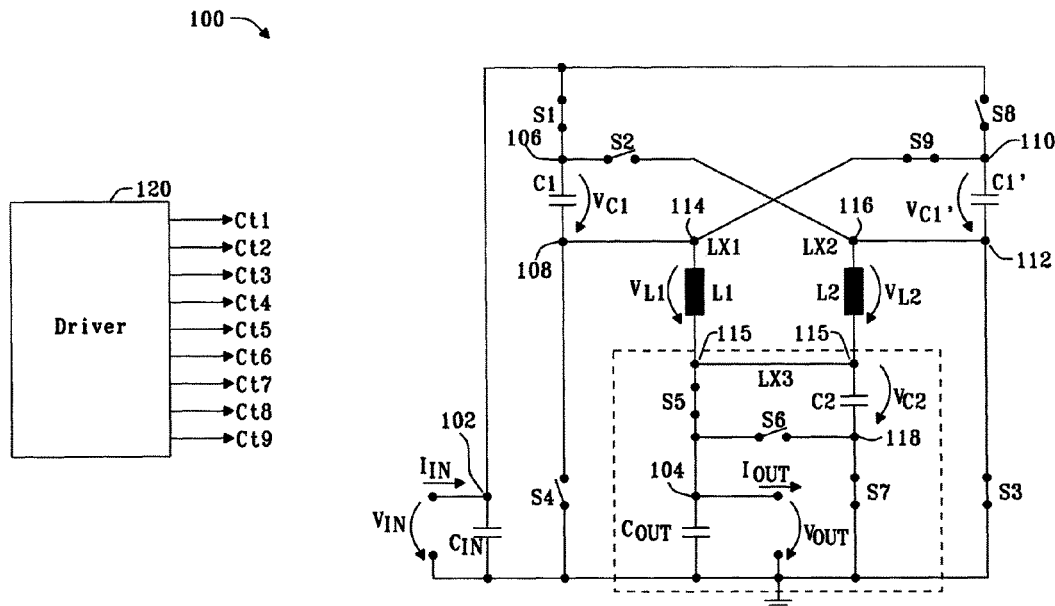 100
120
Driver
Ct1
Ct2
Ct3
Ct4
Ct5
Ct6
Ct7
Ct8
Ct9
S1
S8
106
S2
S9
110
C1
VC1
C1'
VC1'
114
116
LX1
LX2
108
112
VL1
L1
L2
VL2
115
115
LX3
S5
C2
VC2
S6
118
102
IIN
104
IOUT
S4
S7
S3
VIN
CIN
COUT
VOUT